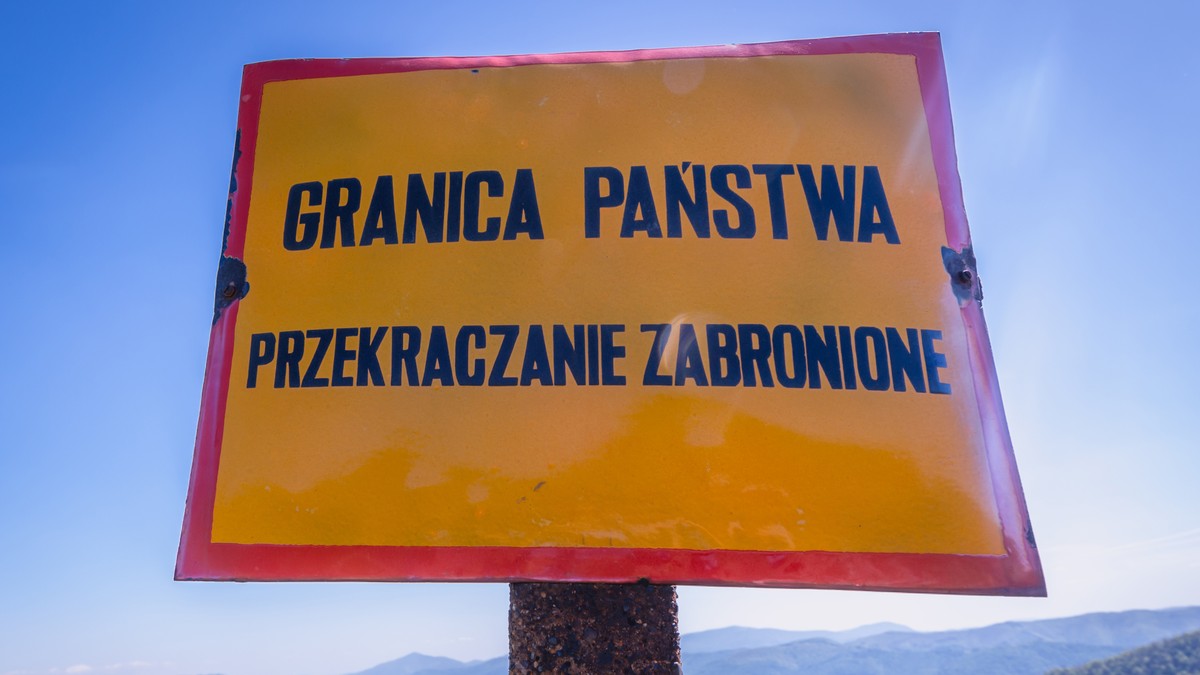 GRANICA PAŃSTWA
PRZEKRACZANIE ZABRONIONE